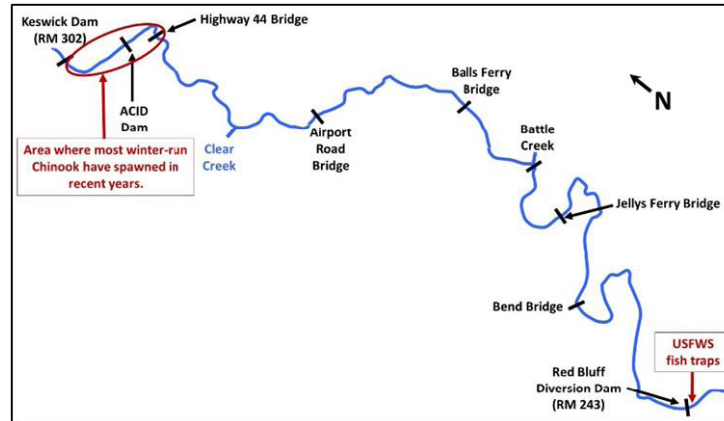 Keswick Dam
(RM 302)
Highway 44 Bridge
ACID
Dam
Area where most winter-run
Chinook have spawned in
recent years.
Clear
Creek
Airport
Road
Bridge
Balls Ferry
Bridge
N
Battle
Creek
Jellys Ferry Bridge
Bend Bridge
USFWS
fish traps
Red Bluff
Diversion Dam
(RM 243)